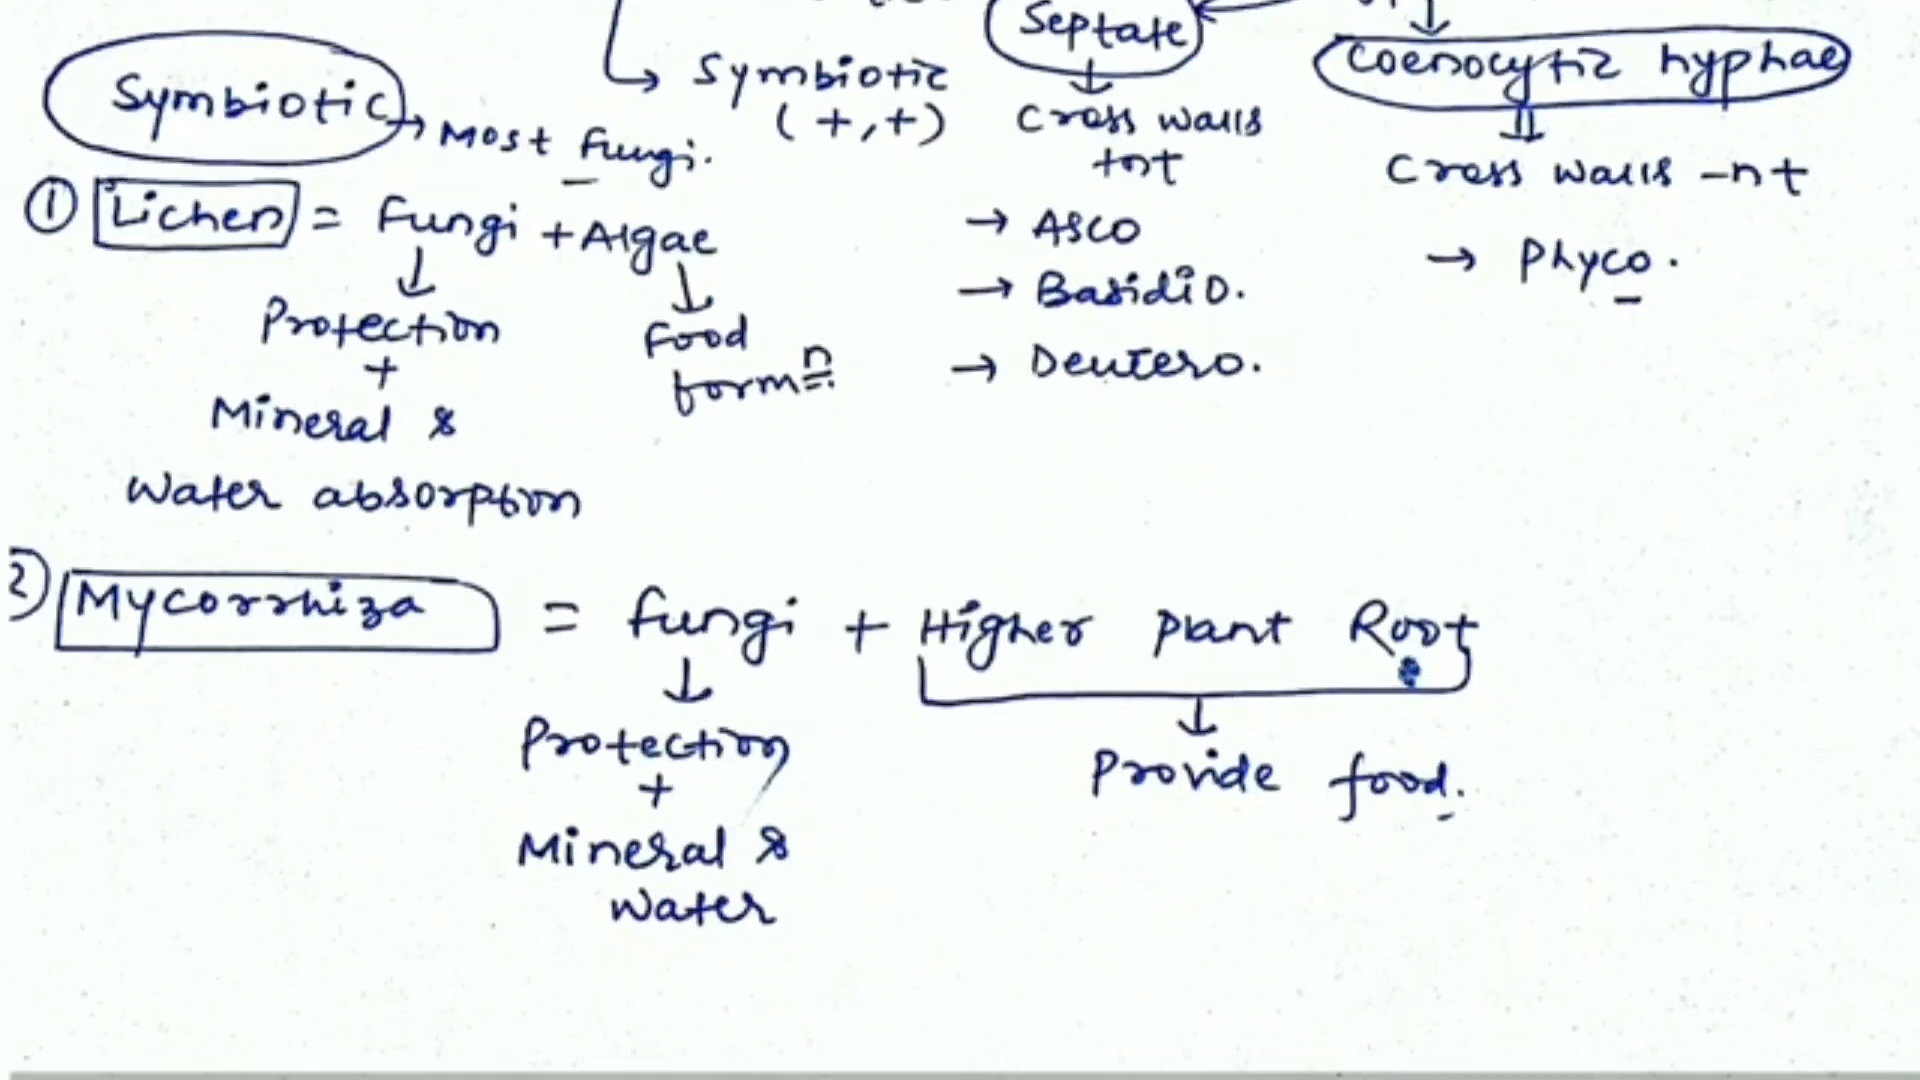 Septate
Coenocytic hyphae
Symbiotic
(+,+)
Cross walls
Cross walls -nt
Symbiotic → Most Fungi.
① Lichen = Fungi + Algae
→ Asco
→ Phyco.
Protection
Food
→ Basidio.
+
formn
→ Deutero.
Mineral &
Water absorption
2) Mycorrhiza = Fungi + Higher plant Root
Protection
Provide food.
+
Mineral &
Water